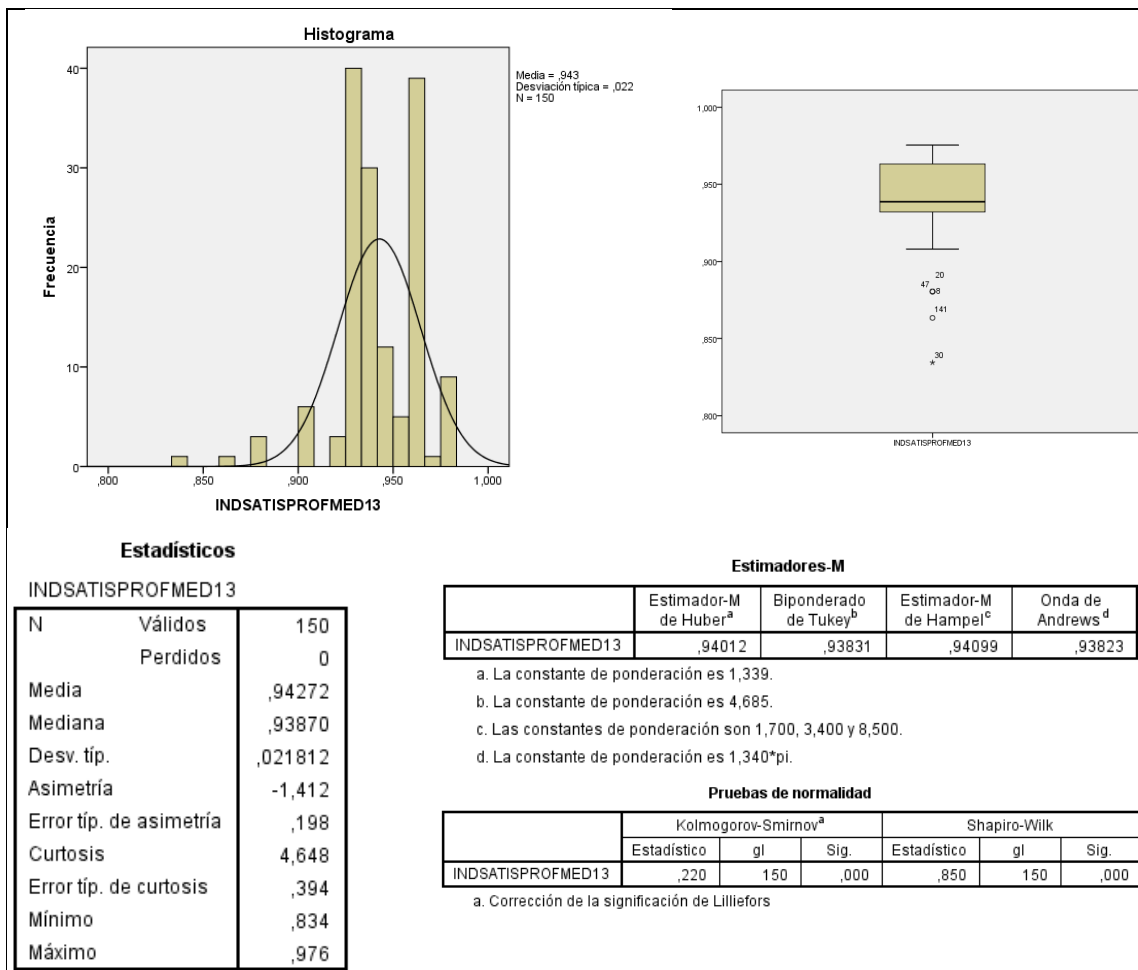 Histograma
Media = ,943
Desviación típica = ,022
N = 150
Frecuencia
40
30
20
10
0
,800 ,850 ,900 ,950 1,000
INDSATISPROFMED13
1,000
,950
,900
,850
,800
20
47 8
141
30
INDSATISPROFMED13
Estadísticos
INDSATISPROFMED13
N Válidos 150
Perdidos 0
Media ,94272
Mediana ,93870
Desv. típ. ,021812
Asimetría -1,412
Error típ. de asimetría ,198
Curtosis 4,648
Error típ. de curtosis ,394
Mínimo ,834
Máximo ,976
Estimadores-M
Estimador-M de Huber^a Biponderado de Tukey^b Estimador-M de Hampel^c Onda de Andrews^d
INDSATISPROFMED13 ,94012 ,93831 ,94099 ,93823
a. La constante de ponderación es 1,339.
b. La constante de ponderación es 4,685.
c. Las constantes de ponderación son 1,700, 3,400 y 8,500.
d. La constante de ponderación es 1,340*pi.
Pruebas de normalidad
Kolmogorov-Smirnov^a Shapiro-Wilk
Estadístico gl Sig. Estadístico gl Sig.
INDSATISPROFMED13 ,220 150 ,000 ,850 150 ,000
a. Corrección de la significación de Lilliefors